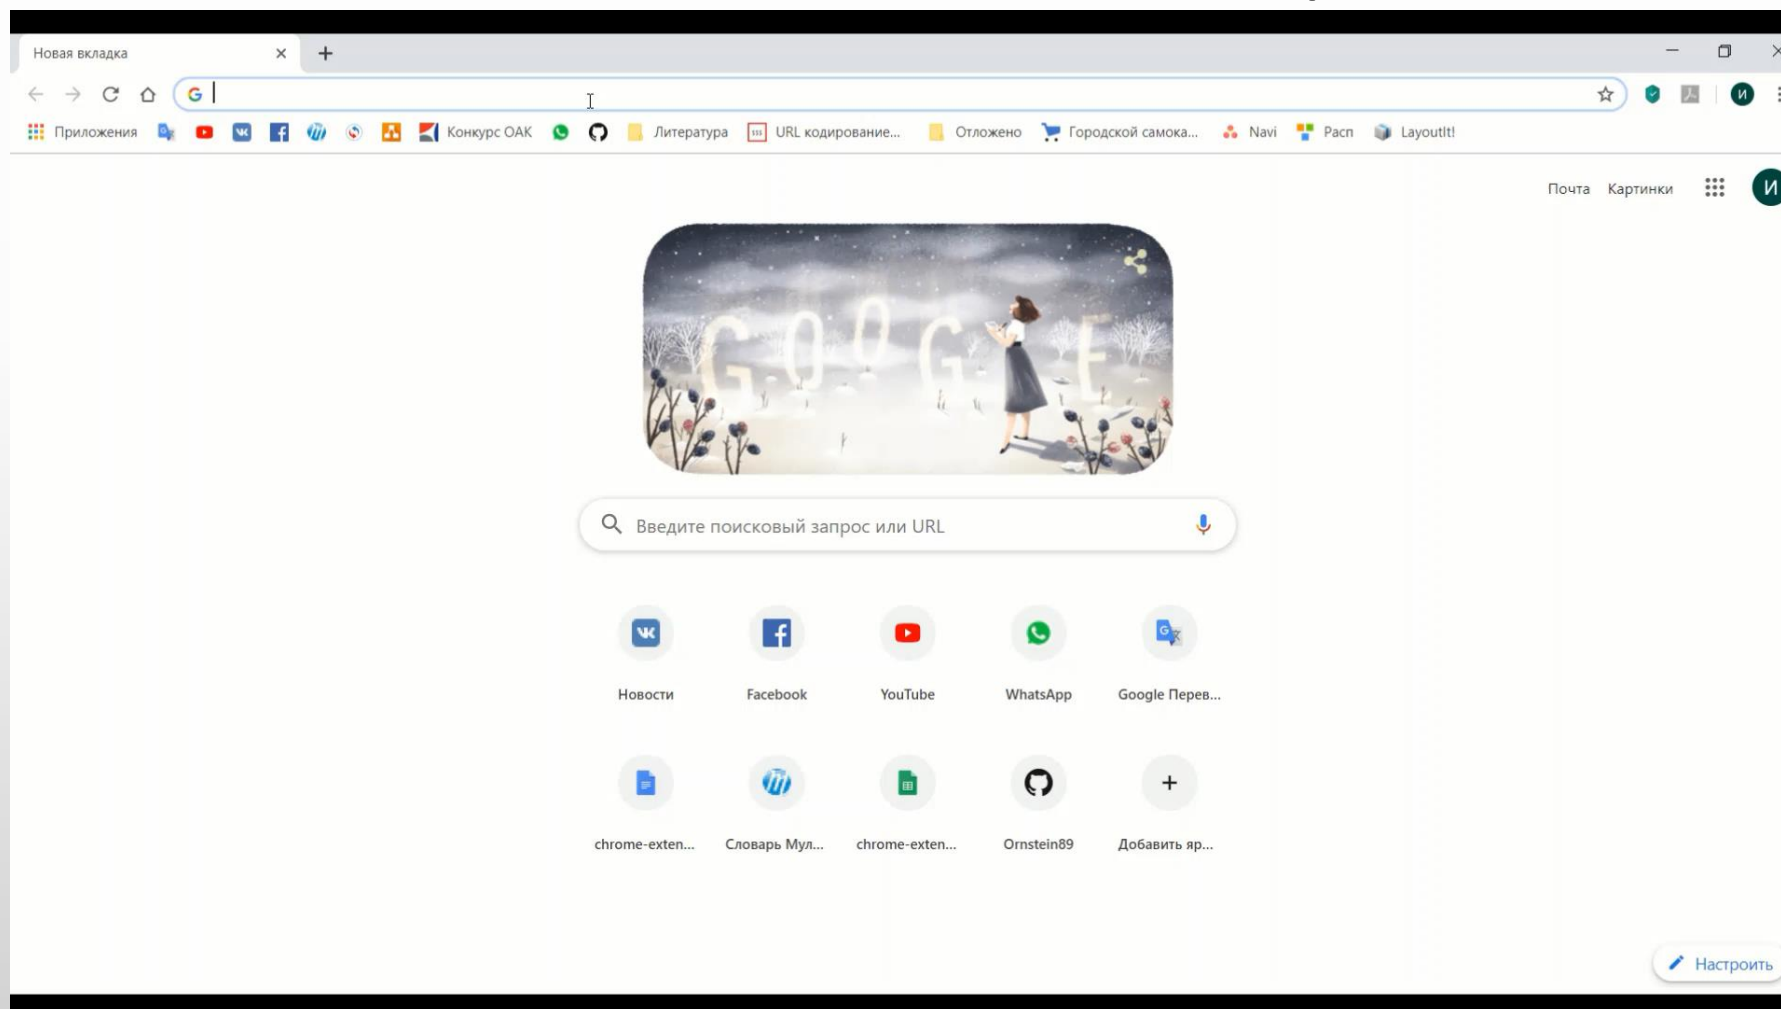 Новая вкладка
Приложения
Конкурс ОАК
Литература
URL кодирование...
Отложено
Городской самока...
Navi
Расп
LayoutIt!
Почта Картинки
И
GOOGLE
Введите поисковый запрос или URL
Новости Facebook YouTube WhatsApp Google Перев...
chrome-exten... Словарь Мул... chrome-exten... Ornstein89 Добавить яр...
Настроить